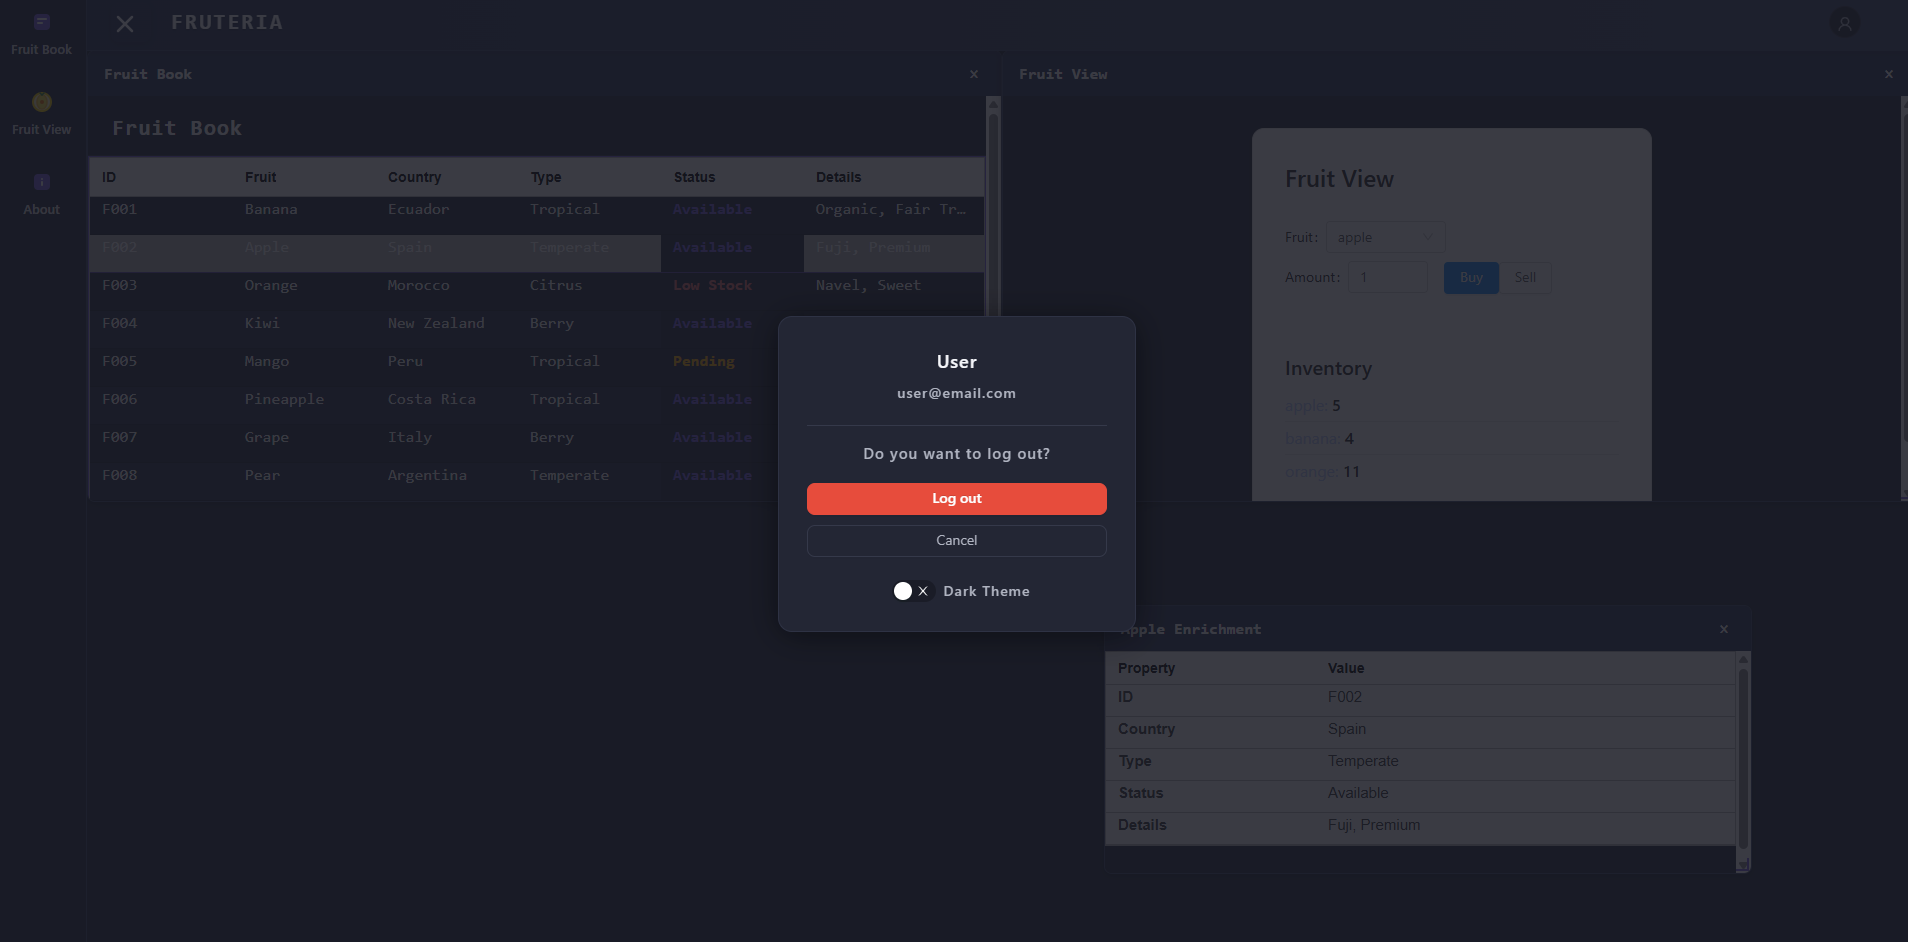 FRUTERIA
Fruit Book
Fruit View
About
Fruit Book
Fruit Book
ID Fruit Country Type Status Details
F001 Banana Ecuador Tropical Available Organic, Fair Tr…
F002 Apple Spain Temperate Available Fuji, Premium
F003 Orange Morocco Citrus Low Stock Navel, Sweet
F004 Kiwi New Zealand Berry Available
F005 Mango Peru Tropical Pending
F006 Pineapple Costa Rica Tropical Available
F007 Grape Italy Berry Available
F008 Pear Argentina Temperate Available
Fruit View
Fruit View
Fruit: apple
Amount: 1 Buy Sell
Inventory
apple: 5
banana: 4
orange: 11
User
user@email.com
Do you want to log out?
Log out
Cancel
Dark Theme
Apple Enrichment
Property Value
ID F002
Country Spain
Type Temperate
Status Available
Details Fuji, Premium